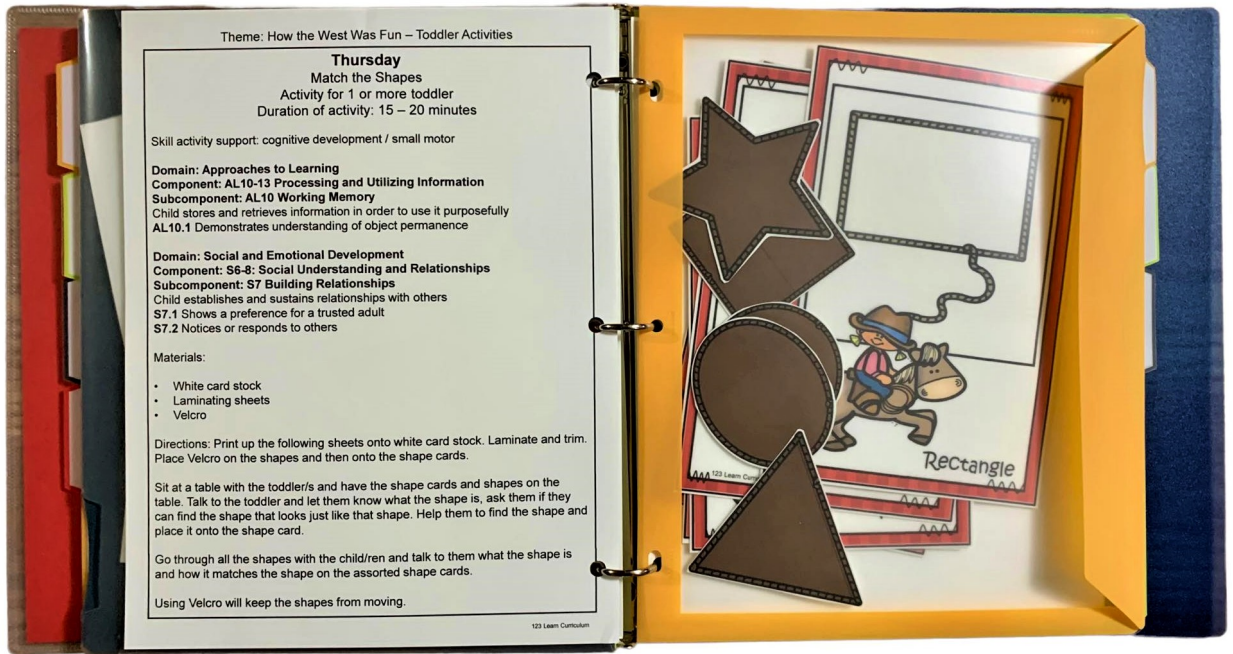 Theme: How the West Was Fun – Toddler Activities
Thursday
Match the Shapes
Activity for 1 or more toddler
Duration of activity: 15 – 20 minutes
Skill activity support: cognitive development / small motor
Domain: Approaches to Learning
Component: AL10-13 Processing and Utilizing Information
Subcomponent: AL10 Working Memory
Child stores and retrieves information in order to use it purposefully
AL10.1 Demonstrates understanding of object permanence
Domain: Social and Emotional Development
Component: S6-8: Social Understanding and Relationships
Subcomponent: S7 Building Relationships
Child establishes and sustains relationships with others
S7.1 Shows a preference for a trusted adult
S7.2 Notices or responds to others
Materials:
• White card stock
• Laminating sheets
• Velcro
Directions: Print up the following sheets onto white card stock. Laminate and trim.
Place Velcro on the shapes and then onto the shape cards.
Sit at a table with the toddler/s and have the shape cards and shapes on the
table. Talk to the toddler and let them know what the shape is, ask them if they
can find the shape that looks just like that shape. Help them to find the shape and
place it onto the shape card.
Go through all the shapes with the child/ren and talk to them what the shape is
and how it matches the shape on the assorted shape cards.
Using Velcro will keep the shapes from moving.
123 Learn Curriculum
Rectangle
123 Learn Curr